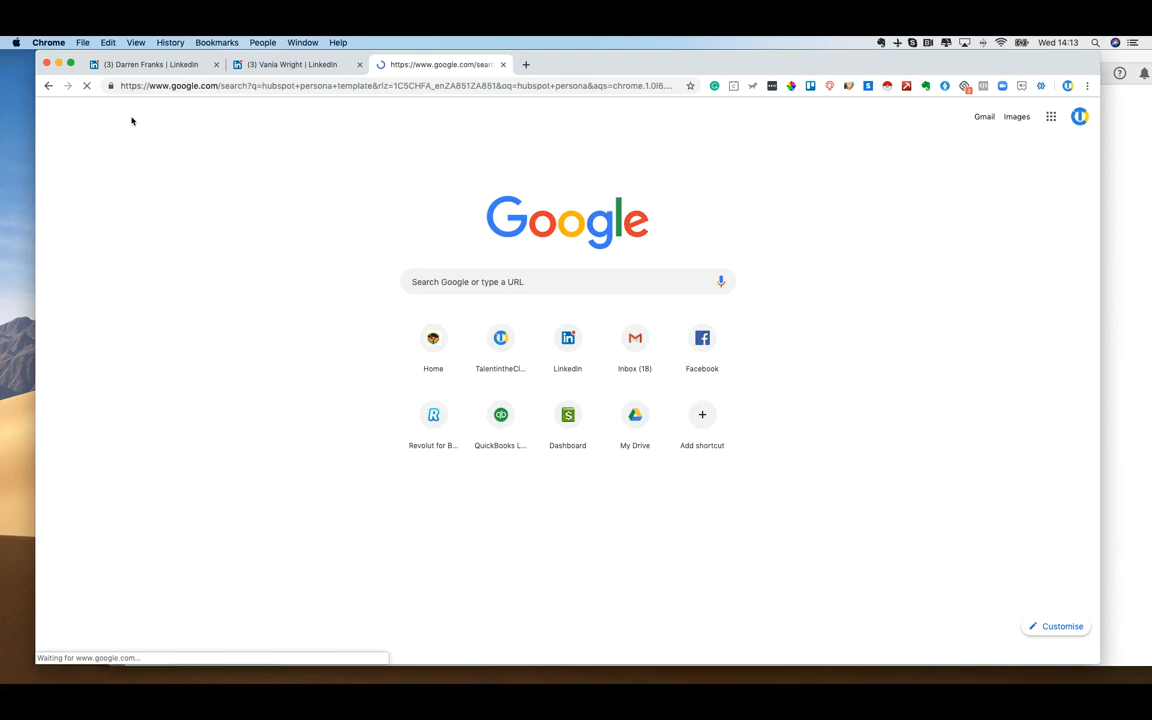 Chrome File Edit View History Bookmarks People Window Help Wed 14:13
(3) Darren Franks | LinkedIn (3) Vania Wright | LinkedIn https://www.google.com/sear
https://www.google.com/search?q=hubspot+persona+template&rlz=1C5CHFA_enZA851ZA851&oq=hubspot+persona&aqs=chrome.1.0l6....
Gmail Images
Google
Search Google or type a URL
Home TalentintheCl... LinkedIn Inbox (18) Facebook
Revolut for B... QuickBooks L... Dashboard My Drive Add shortcut
Customise
Waiting for www.google.com...